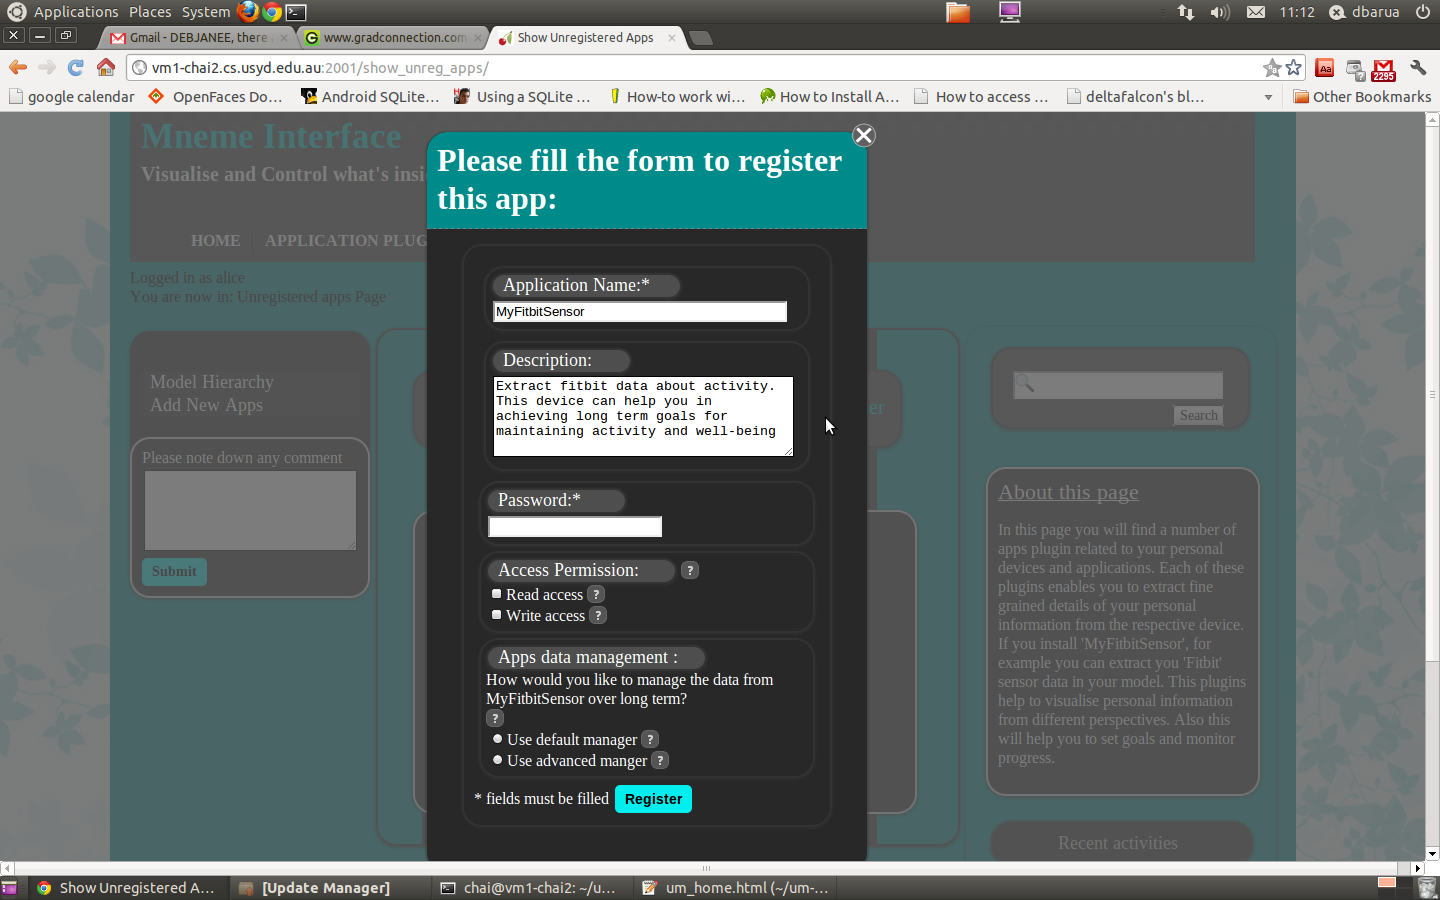 Applications Places System 11:12 dbarua
Gmail - DEBJANEE, there
www.gradconnection.com
Show Unregistered Apps
vm1-chai2.cs.usyd.edu.au:2001/show_unreg_apps/
Aa
2295
google calendar OpenFaces Do... Android SQLite... Using a SQLite ... How-to work wi... How to Install A... How to access ... deltafalcon's bl... Other Bookmarks
Mneme Interface
Visualise and Control what's insi
HOME APPLICATION PLUG
Logged in as alice
You are now in: Unregistered apps Page
Model Hierarchy
Add New Apps
Please note down any comment
Submit
Please fill the form to register
this app:
Application Name:*
MyFitbitSensor
Description:
Extract fitbit data about activity.
This device can help you in
achieving long term goals for
maintaining activity and well-being
Password:*
Access Permission: ?
Read access ?
Write access ?
Apps data management :
How would you like to manage the data from
MyFitbitSensor over long term?
?
Use default manager ?
Use advanced manger ?
* fields must be filled Register
er
Search
About this page
In this page you will find a number of
apps plugin related to your personal
devices and applications. Each of these
plugins enables you to extract fine
grained details of your personal
information from the respective device.
If you install 'MyFitbitSensor', for
example you can extract you 'Fitbit'
sensor data in your model. This plugins
help to visualise personal information
from different perspectives. Also this
will help you to set goals and monitor
progress.
Recent activities
Show Unregistered A... [Update Manager] chai@vm1-chai2: ~/u... um_home.html (~/um-...